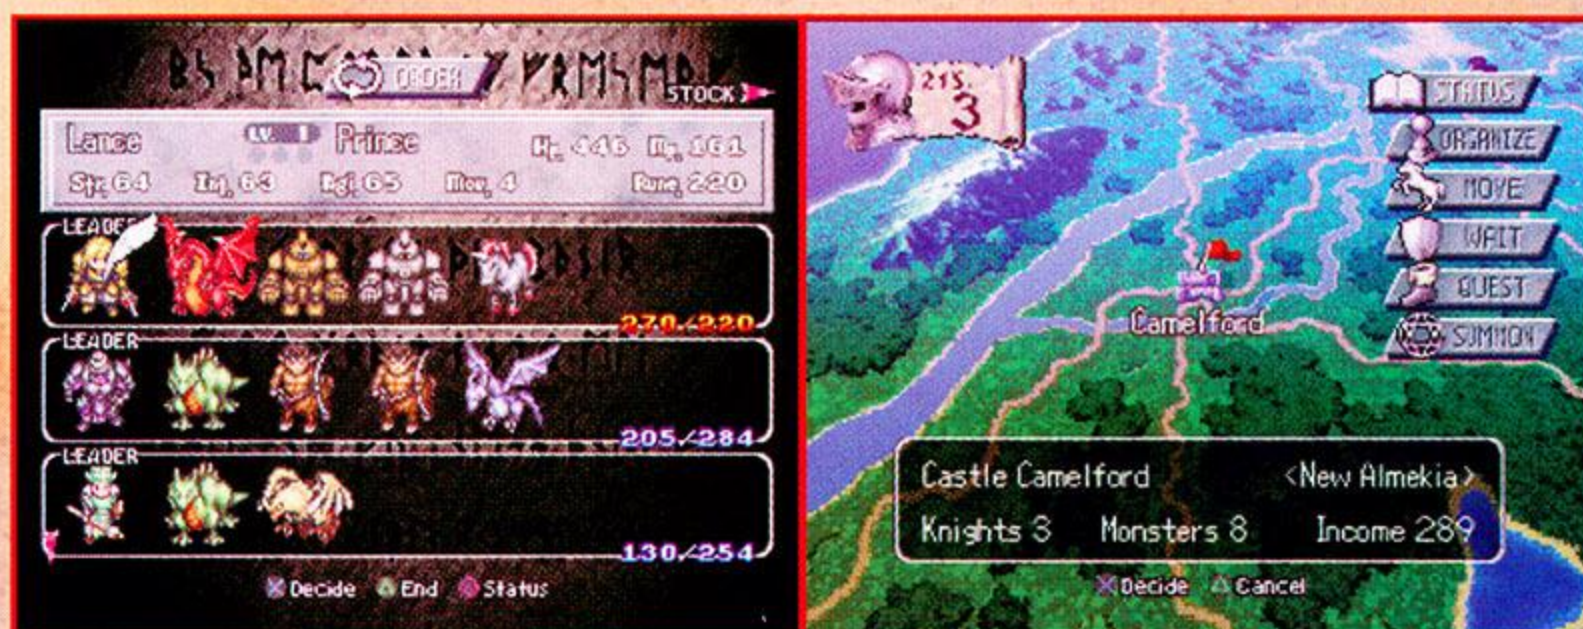 ORDER
STOCK
Lance LV. 1 Prince Hp. 446 Mp. 161
Str. 64 Int. 63 Agi. 65 Mov. 4 Rune. 220
LEADER
270/220
LEADER
205/284
LEADER
130/254
Decide End Status
215.
3
STATUS
ORGANIZE
MOVE
WAIT
QUEST
SUMMON
Camelford
Castle Camelford <New Almekia>
Knights 3 Monsters 8 Income 289
Decide Cancel